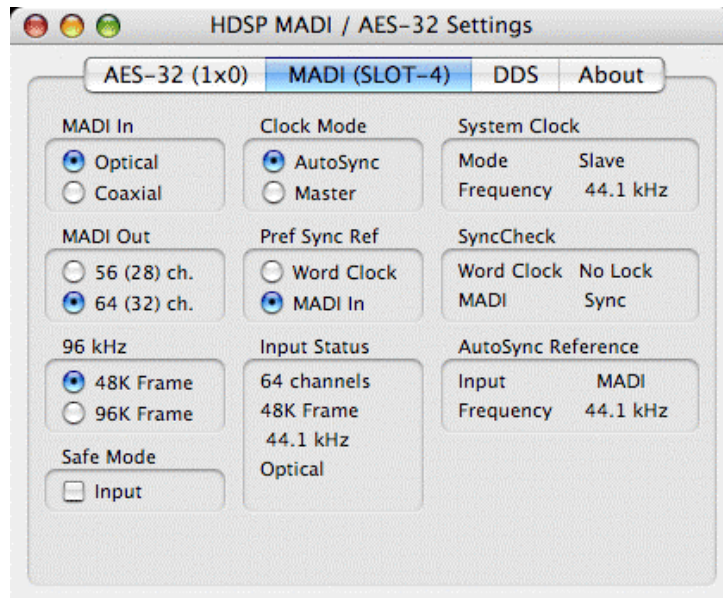 HDSP MADI / AES-32 Settings
AES-32 (1x0) MADI (SLOT-4) DDS About
MADI In
Optical
Coaxial
MADI Out
56 (28) ch.
64 (32) ch.
96 kHz
48K Frame
96K Frame
Safe Mode
Input
Clock Mode
AutoSync
Master
Pref Sync Ref
Word Clock
MADI In
Input Status
64 channels
48K Frame
44.1 kHz
Optical
System Clock
Mode Slave
Frequency 44.1 kHz
SyncCheck
Word Clock No Lock
MADI Sync
AutoSync Reference
Input MADI
Frequency 44.1 kHz